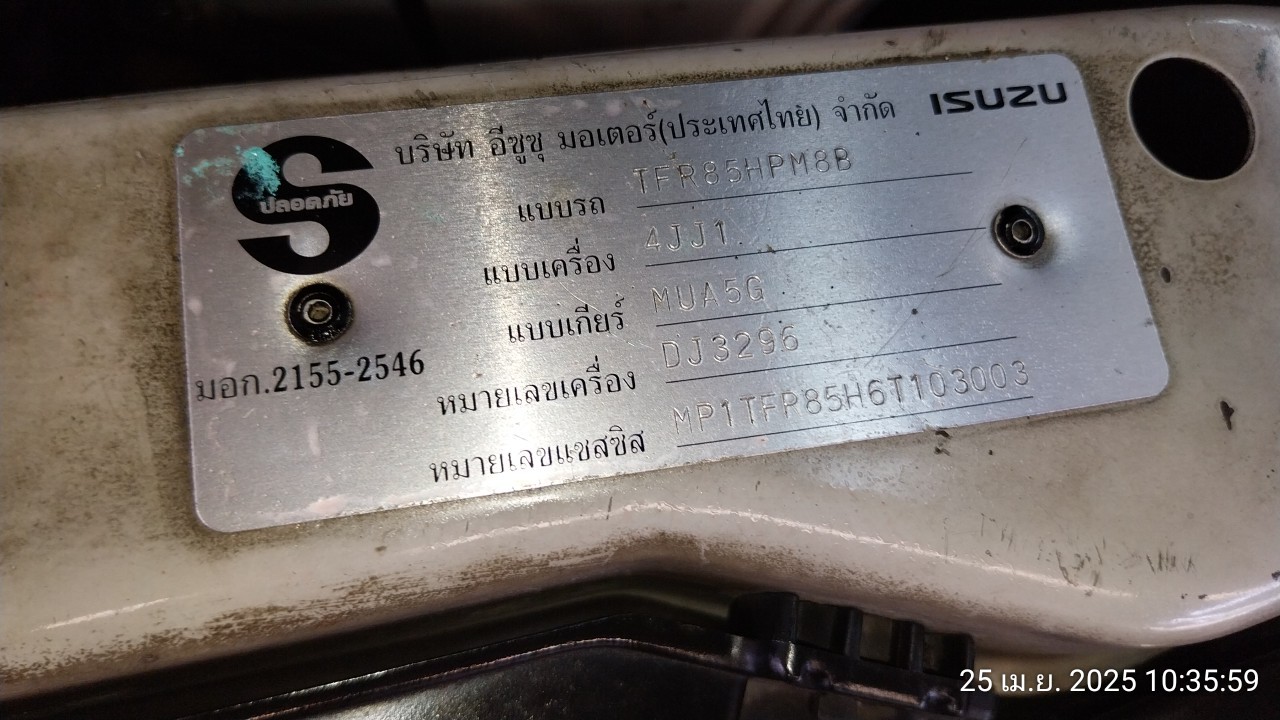 ISUZU
บริษัท อีซูซุ มอเตอร์(ประเทศไทย) จำกัด
S
ปลอดภัย
แบบรถ TFR85HPM8B
แบบเครื่อง 4JJ1
แบบเกียร์ MUA5G
มอก.2155-2546
หมายเลขเครื่อง DJ3296
หมายเลขแชสซิส MP1TFP85H6T103003
25 เม.ย. 2025 10:35:59